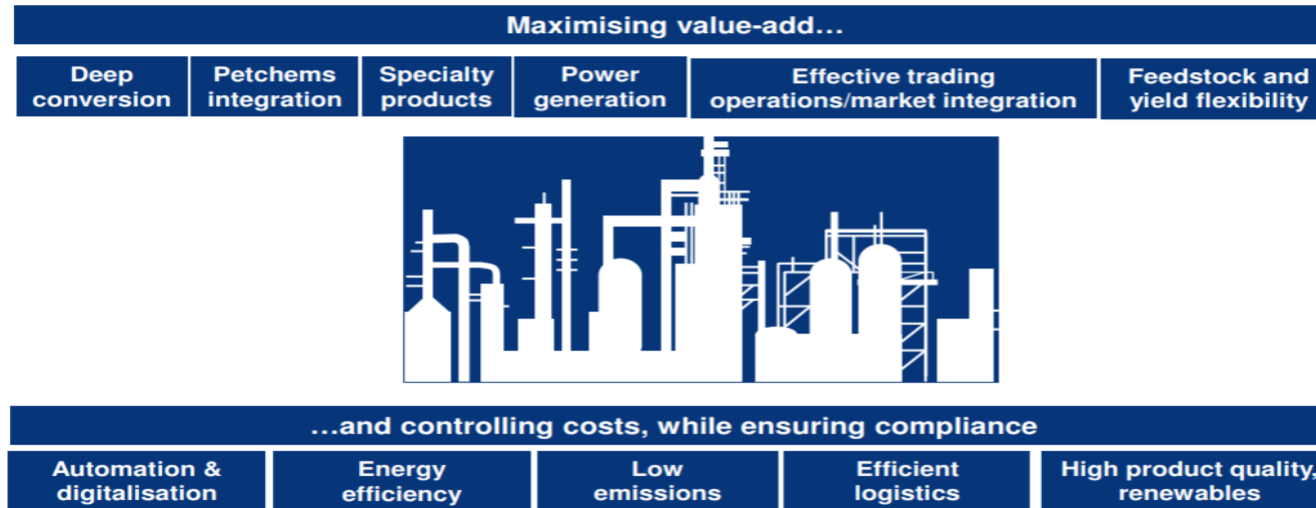 Maximising value-add…
Deep
conversion
Petchems
integration
Specialty
products
Power
generation
Effective trading
operations/market integration
Feedstock and
yield flexibility
…and controlling costs, while ensuring compliance
Automation &
digitalisation
Energy
efficiency
Low
emissions
Efficient
logistics
High product quality,
renewables